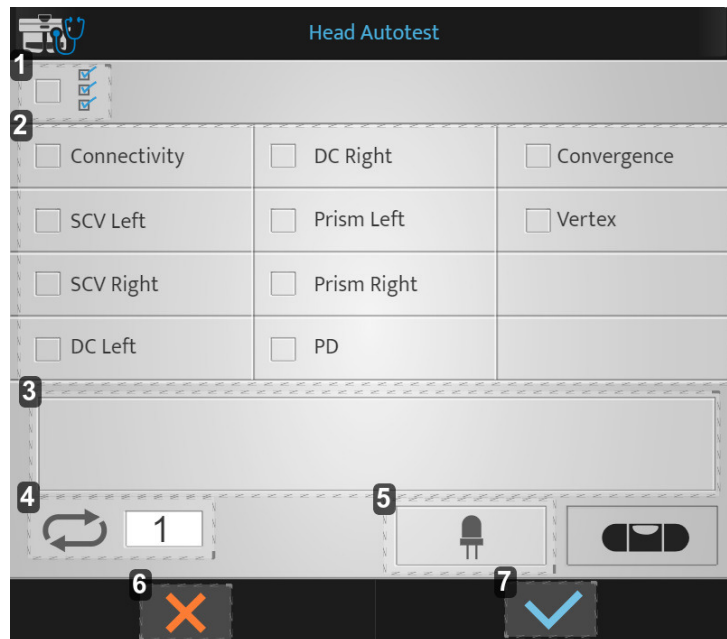 Head Autotest
1
2
Connectivity DC Right Convergence
SCV Left Prism Left Vertex
SCV Right Prism Right
DC Left PD
3
4
5
1
6
7